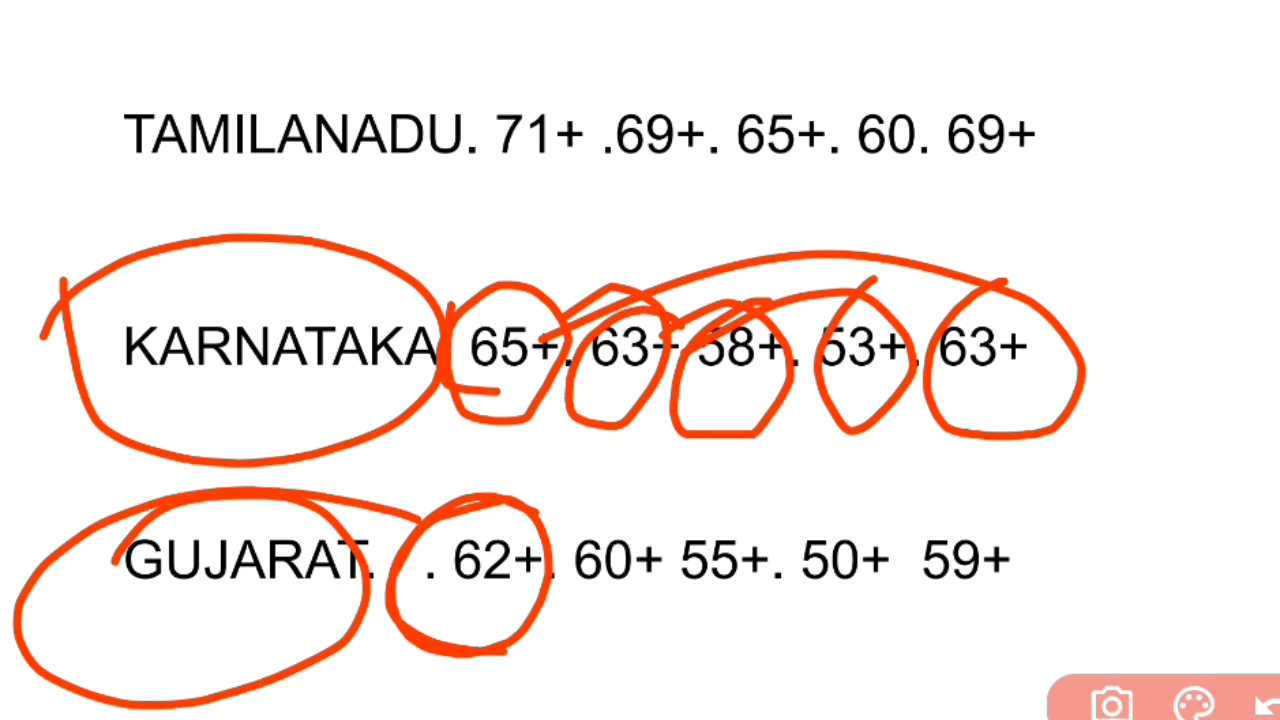 TAMILANADU. 71+ .69+. 65+. 60. 69+
KARNATAKA 65+. 63+ 58+. 53+. 63+
GUJARAT. . 62+. 60+ 55+. 50+ 59+